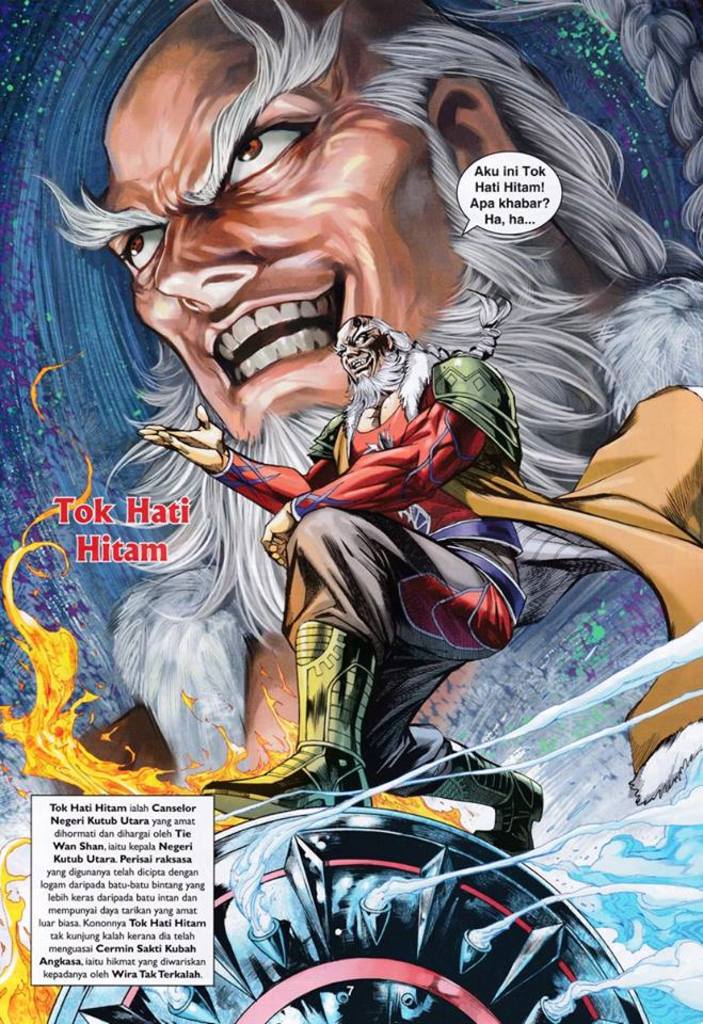 Aku ini Tok
Hati Hitam!
Apa khabar?
Ha, ha...
Tok Hati
Hitam
Tok Hati Hitam ialah Canselor
Negeri Kutub Utara yang amat
dihormati dan dihargai oleh Tie
Wan Shan, iaitu kepala Negeri
Kutub Utara. Perisai raksasa
yang digunanya telah dicipta dengan
logam daripada batu-batu bintang yang
lebih keras daripada batu intan dan
mempunyai daya tarikan yang amat
luar biasa. Kononnya Tok Hati Hitam
tak kunjung kalah kerana dia telah
menguasai Cermin Sakti Kubah
Angkasa, iaitu hikmat yang diwariskan
kepadanya oleh Wira Tak Terkalah.
7